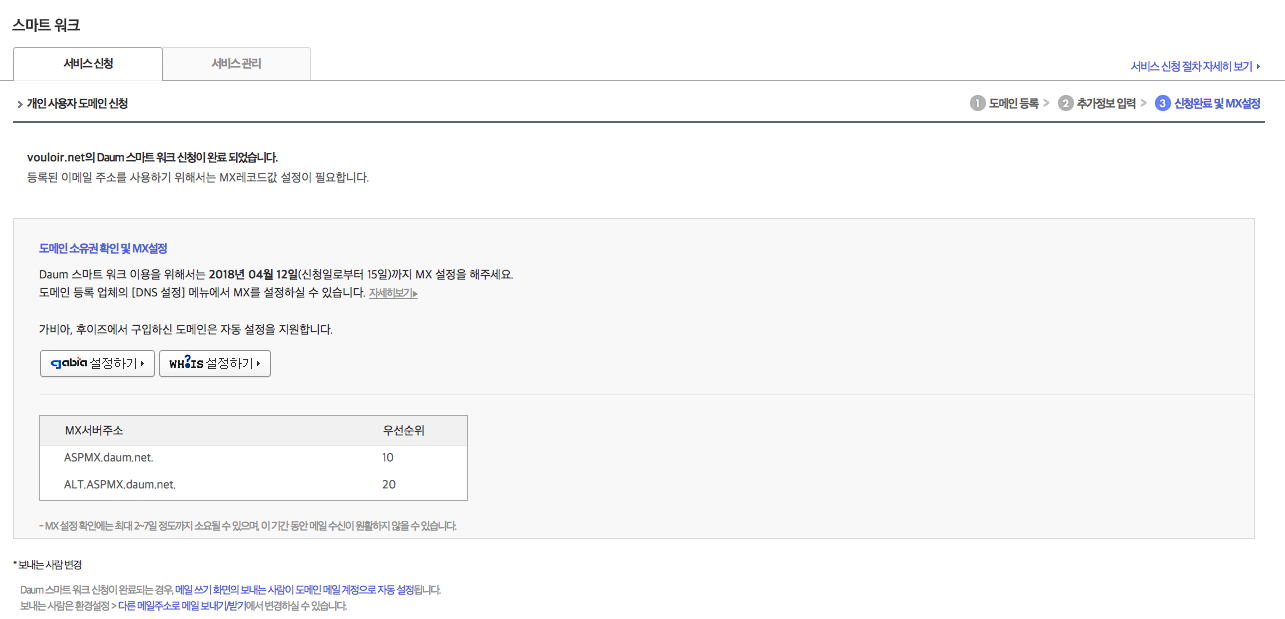 스마트 워크
서비스 신청
서비스 관리
서비스 신청 절차 자세히 보기
개인 사용자 도메인 신청
1 도메인 등록 > 2 추가정보 입력 > 3 신청완료 및 MX설정
vouloir.net의 Daum 스마트 워크 신청이 완료 되었습니다.
등록된 이메일 주소를 사용하기 위해서는 MX레코드값 설정이 필요합니다.
도메인 소유권 확인 및 MX설정
Daum 스마트 워크 이용을 위해서는 2018년 04월 12일(신청일로부터 15일)까지 MX 설정을 해주세요.
도메인 등록 업체의 [DNS 설정] 메뉴에서 MX를 설정하실 수 있습니다. 자세히보기▶
가비아, 후이즈에서 구입하신 도메인은 자동 설정을 지원합니다.
gabia 설정하기
WH?IS 설정하기
MX서버주소 우선순위
ASPMX.daum.net. 10
ALT.ASPMX.daum.net. 20
- MX 설정 확인에는 최대 2~7일 정도까지 소요될 수 있으며, 이 기간 동안 메일 수신이 원활하지 않을 수 있습니다.
* 보내는 사람 변경
Daum 스마트 워크 신청이 완료되는 경우, 메일 쓰기 화면의 보내는 사람이 도메인 메일 계정으로 자동 설정됩니다.
보내는 사람은 환경설정 > 다른 메일주소로 메일 보내기/받기에서 변경하실 수 있습니다.